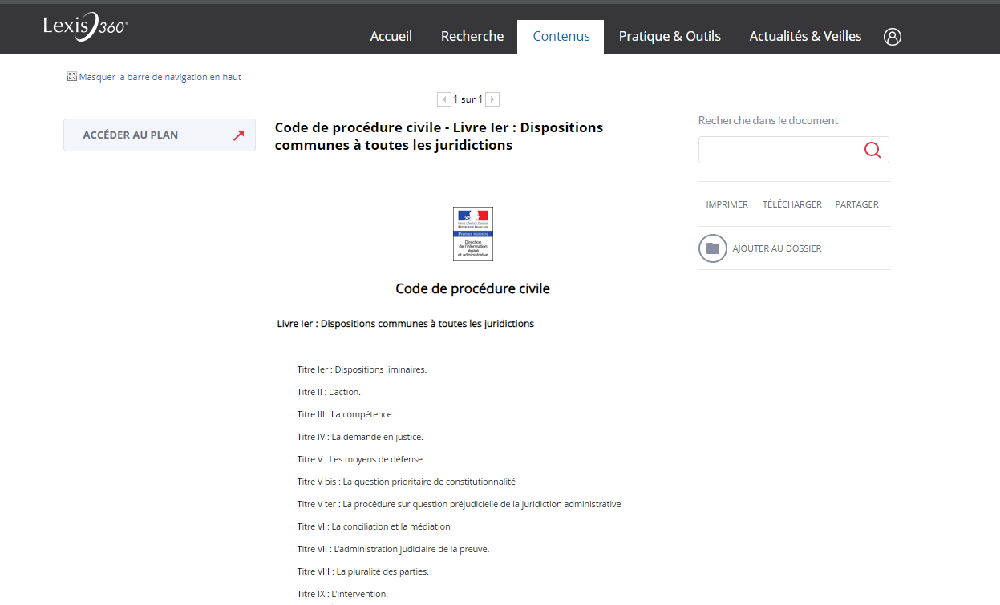 Lexis 360®
Accueil Recherche Contenus Pratique & Outils Actualités & Veilles
Masquer la barre de navigation en haut
1 sur 1
ACCÉDER AU PLAN
Code de procédure civile - Livre Ier : Dispositions
communes à toutes les juridictions
Recherche dans le document
IMPRIMER TÉLÉCHARGER PARTAGER
AJOUTER AU DOSSIER
RÉPUBLIQUE FRANÇAISE
Premier ministre
Direction
de l'information
légale
et administrative
Code de procédure civile
Livre Ier : Dispositions communes à toutes les juridictions
Titre Ier : Dispositions liminaires.
Titre II : L'action.
Titre III : La compétence.
Titre IV : La demande en justice.
Titre V : Les moyens de défense.
Titre V bis : La question prioritaire de constitutionnalité
Titre V ter : La procédure sur question préjudicielle de la juridiction administrative
Titre VI : La conciliation et la médiation
Titre VII : L'administration judiciaire de la preuve.
Titre VIII : La pluralité des parties.
Titre IX : L'intervention.